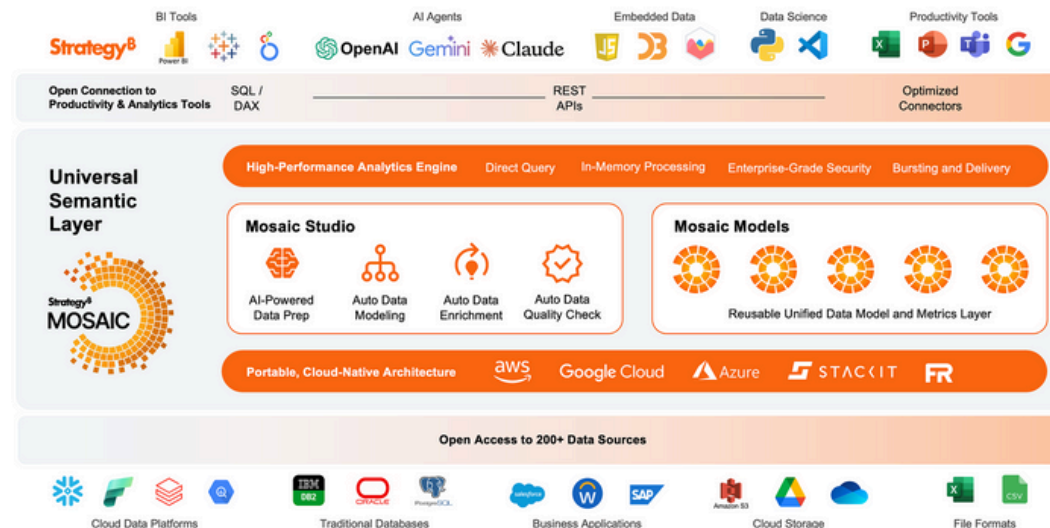 BI Tools
AI Agents
Embedded Data
Data Science
Productivity Tools
Strategy B
Power BI
OpenAI
Gemini
Claude
JS
Open Connection to
Productivity & Analytics Tools
SQL /
DAX
REST
APIs
Optimized
Connectors
Universal
Semantic
Layer
Strategy B
MOSAIC
High-Performance Analytics Engine
Direct Query
In-Memory Processing
Enterprise-Grade Security
Bursting and Delivery
Mosaic Studio
AI-Powered
Data Prep
Auto Data
Modeling
Auto Data
Enrichment
Auto Data
Quality Check
Mosaic Models
Reusable Unified Data Model and Metrics Layer
Portable, Cloud-Native Architecture
aws
Google Cloud
Azure
STACKIT
FR
Open Access to 200+ Data Sources
IBM
DB2
ORACLE
PostgreSQL
salesforce
SAP
Amazon S3
CSV
Cloud Data Platforms
Traditional Databases
Business Applications
Cloud Storage
File Formats